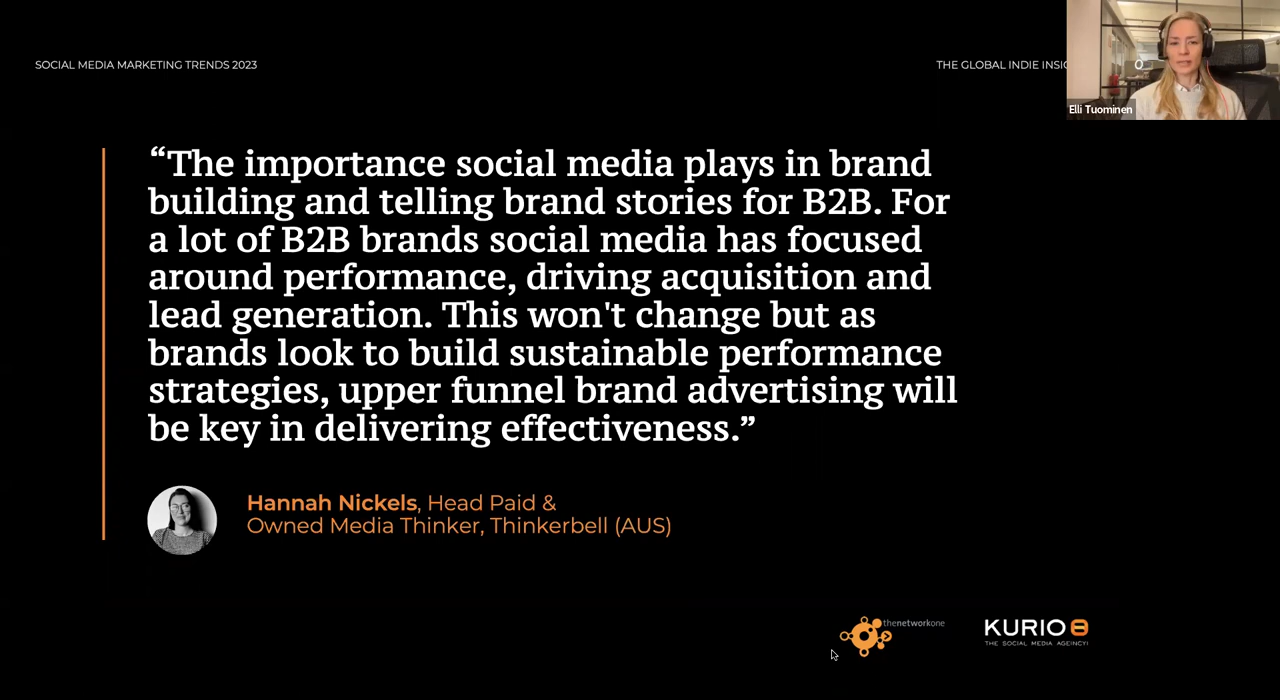 SOCIAL MEDIA MARKETING TRENDS 2023
THE GLOBAL INDIE
Elli Tuominen
“The importance social media plays in brand
building and telling brand stories for B2B. For
a lot of B2B brands social media has focused
around performance, driving acquisition and
lead generation. This won't change but as
brands look to build sustainable performance
strategies, upper funnel brand advertising will
be key in delivering effectiveness.”
Hannah Nickels, Head Paid &
Owned Media Thinker, Thinkerbell (AUS)
thenetworkone
KURIO
THE SOCIAL MEDIA AGENCY!